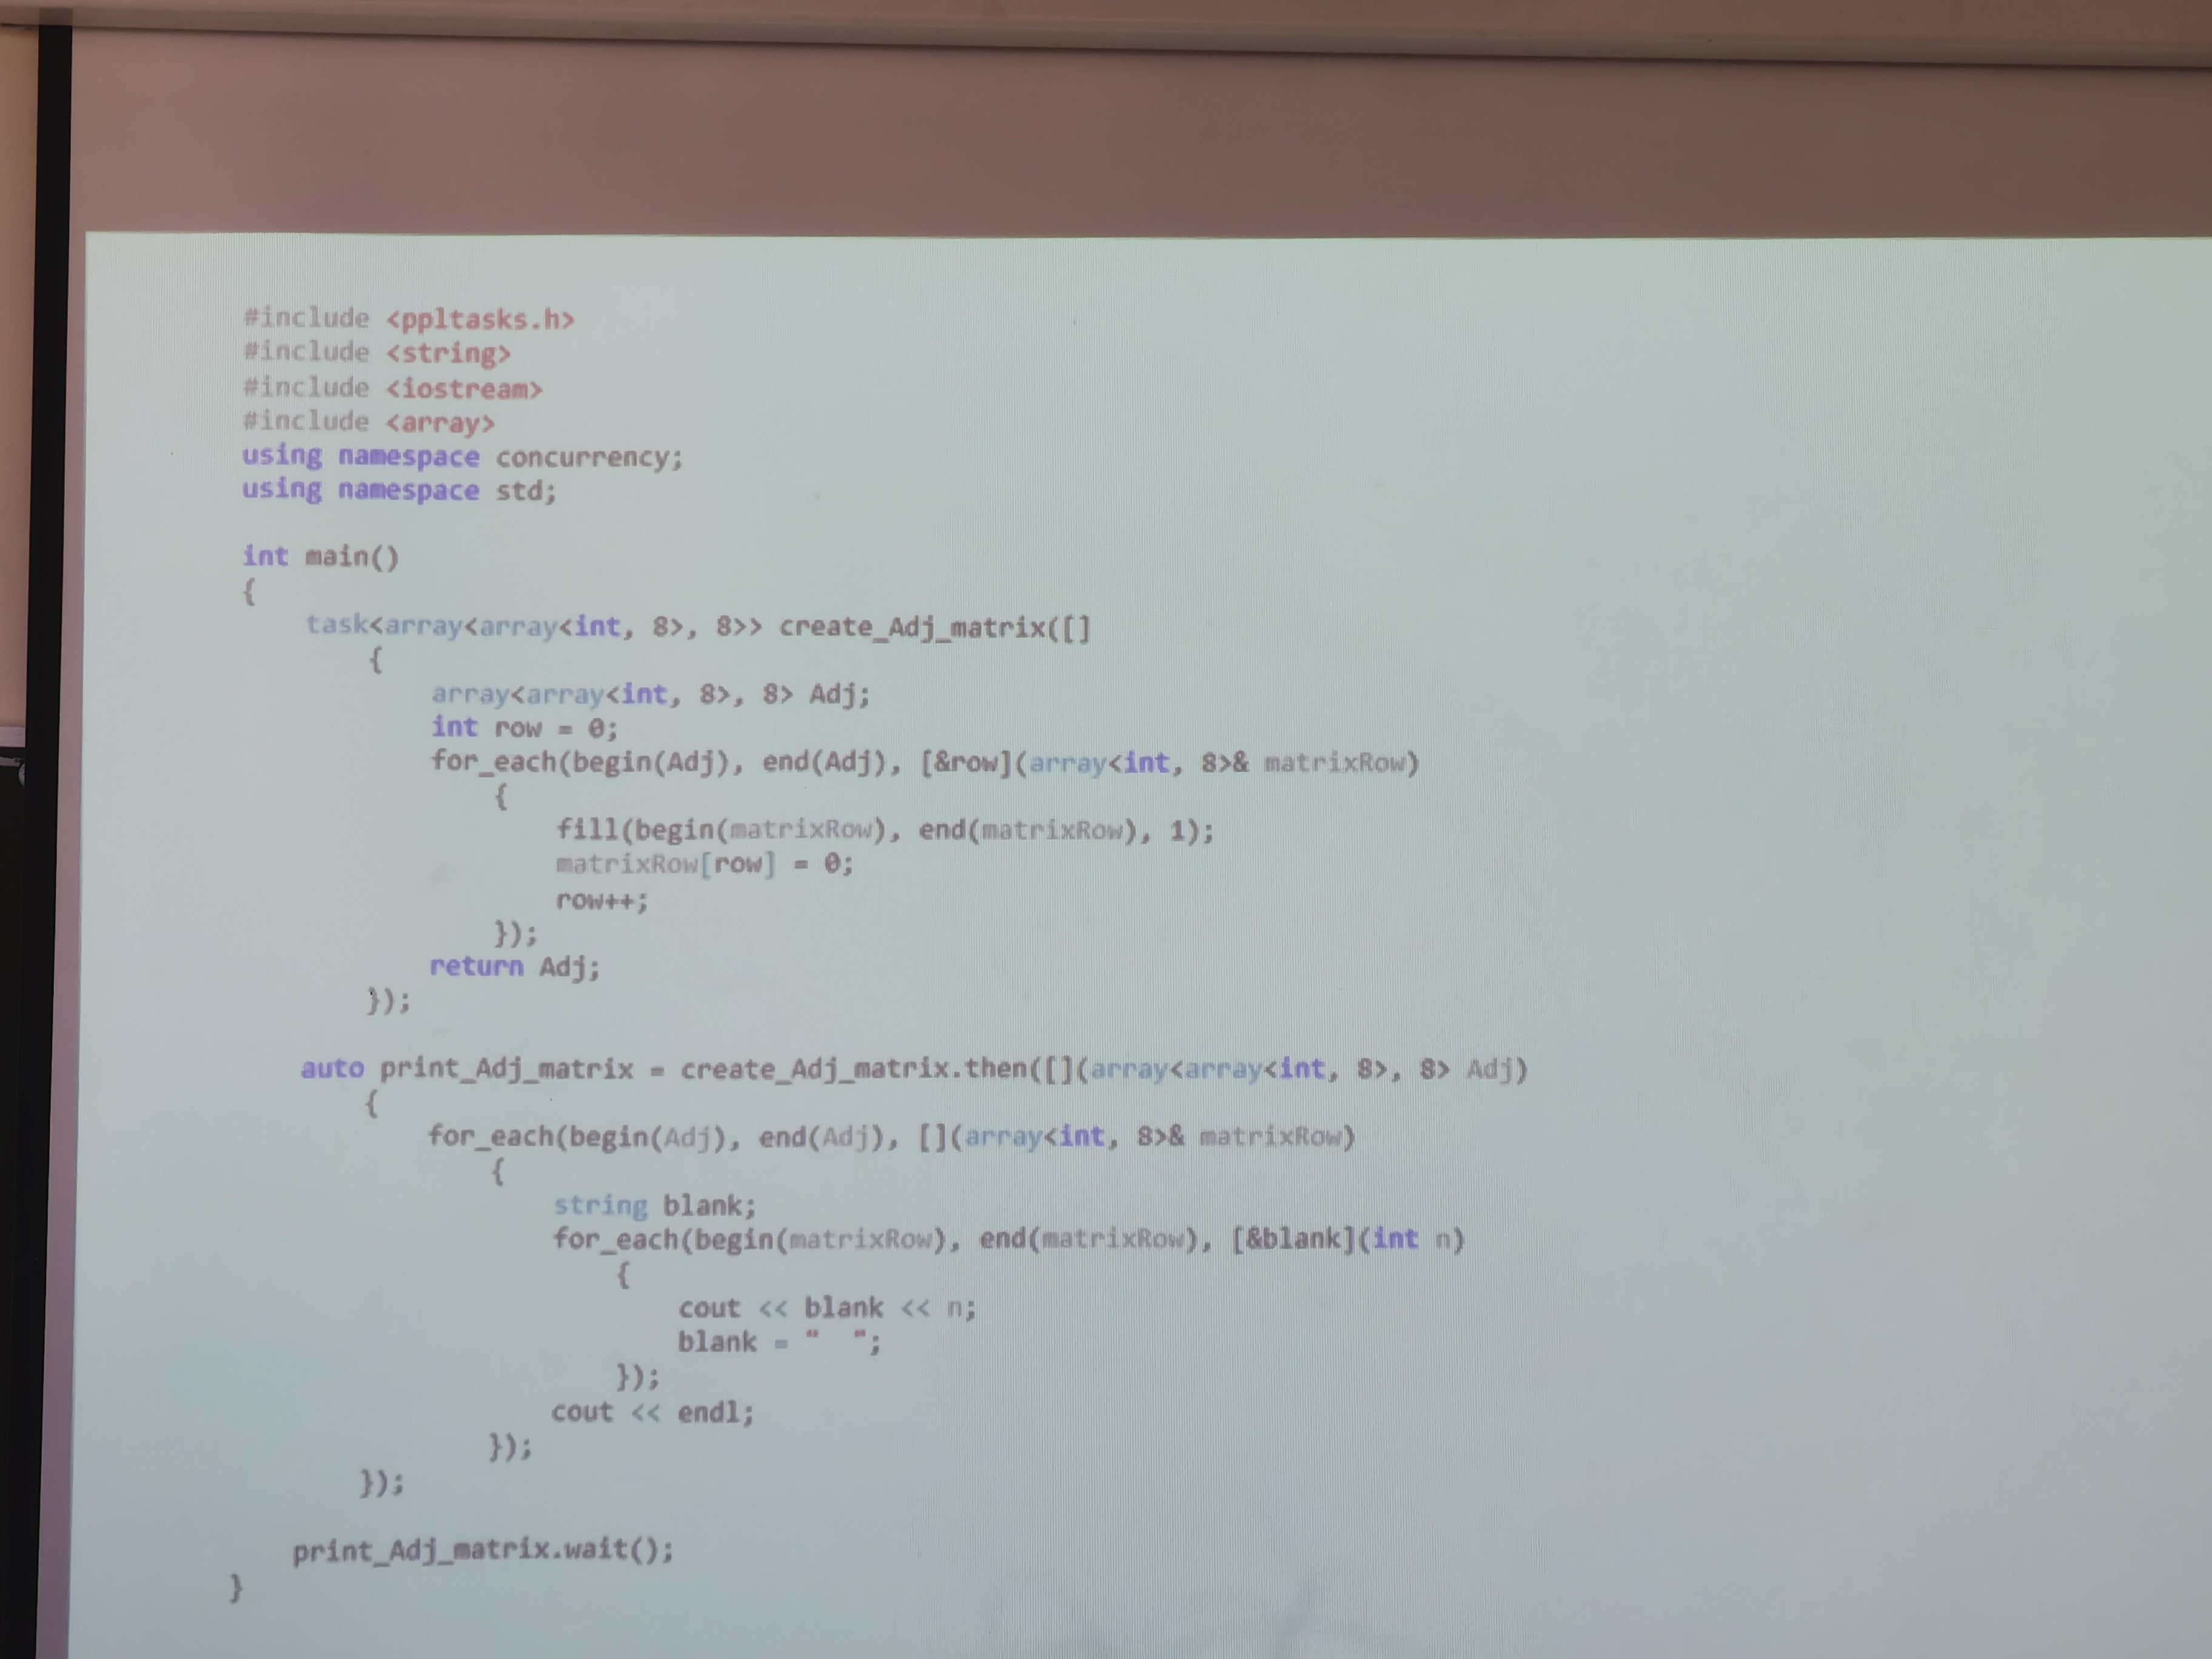 #include <ppltasks.h>
#include <string>
#include <iostream>
#include <array>
using namespace concurrency;
using namespace std;

int main()
{
    task<array<array<int, 8>, 8>> create_Adj_matrix([]
        {
            array<array<int, 8>, 8> Adj;
            int row = 0;
            for_each(begin(Adj), end(Adj), [&row](array<int, 8>& matrixRow)
                {
                    fill(begin(matrixRow), end(matrixRow), 1);
                    matrixRow[row] = 0;
                    row++;
                });
            return Adj;
        });

    auto print_Adj_matrix = create_Adj_matrix.then([](array<array<int, 8>, 8> Adj)
        {
            for_each(begin(Adj), end(Adj), [](array<int, 8>& matrixRow)
                {
                    string blank;
                    for_each(begin(matrixRow), end(matrixRow), [&blank](int n)
                        {
                            cout << blank << n;
                            blank = "  ";
                        });
                    cout << endl;
                });
        });

    print_Adj_matrix.wait();
}